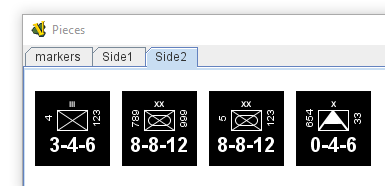 Pieces
markers Side1 Side2
III XX XX X
4 123 789 999 5 123 654 33
3-4-6 8-8-12 8-8-12 0-4-6